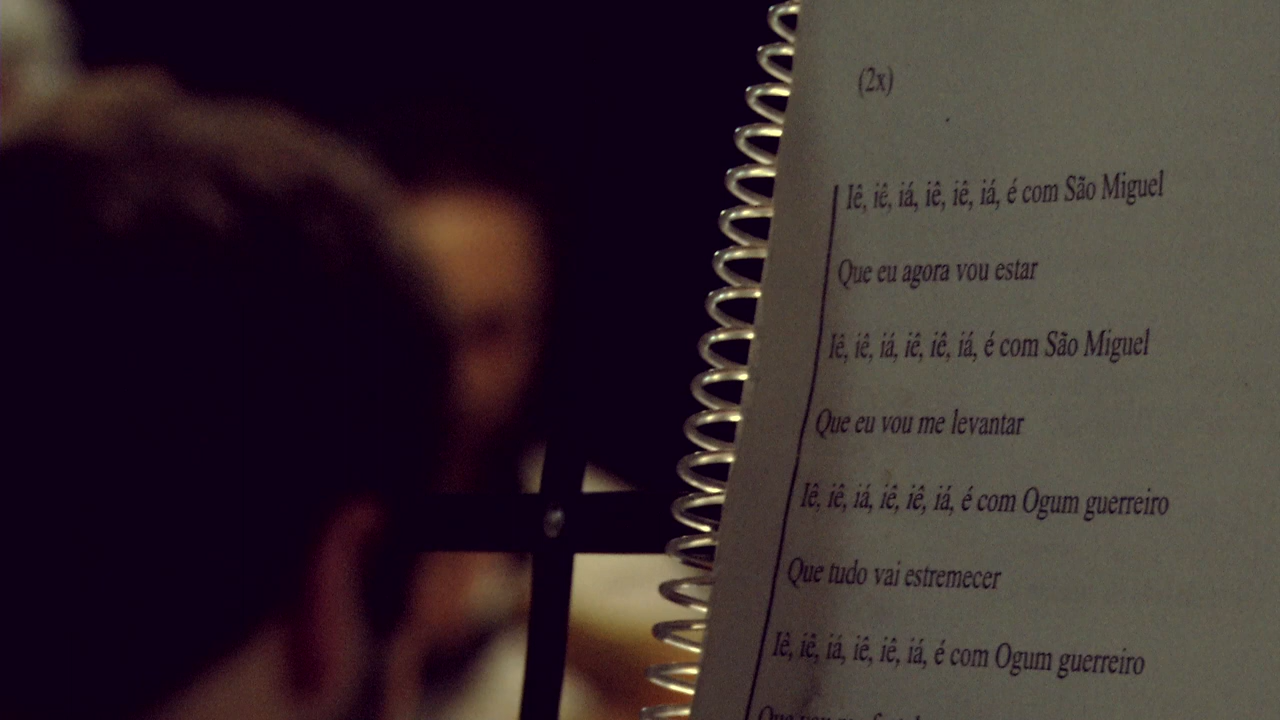 (2x)
Iê, iê, iá, iê, iê, iá, é com São Miguel
Que eu agora vou estar
Iê, iê, iá, iê, iê, iá, é com São Miguel
Que eu vou me levantar
Iê, iê, iá, iê, iê, iá, é com Ogum guerreiro
Que tudo vai estremecer
Iê, iê, iá, iê, iê, iá, é com Ogum guerreiro
Que